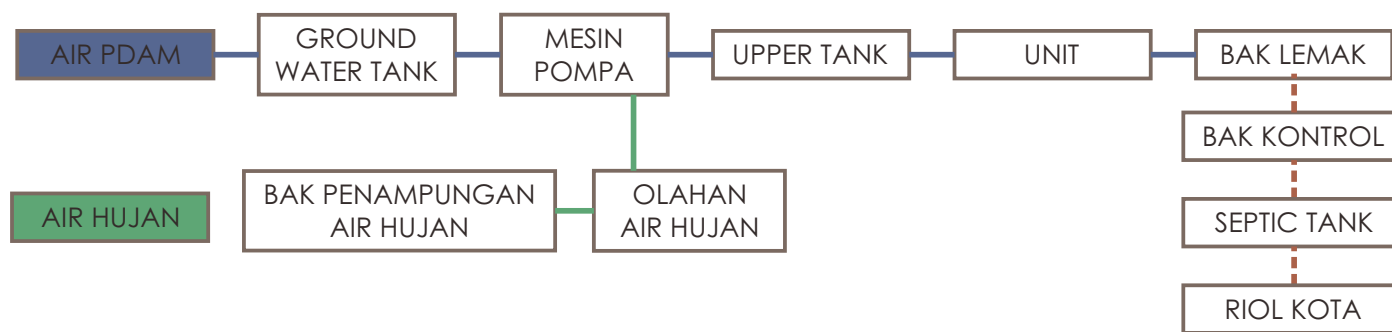 AIR PDAM
GROUND
WATER TANK
MESIN
POMPA
UPPER TANK
UNIT
BAK LEMAK
BAK KONTROL
AIR HUJAN
BAK PENAMPUNGAN
AIR HUJAN
OLAHAN
AIR HUJAN
SEPTIC TANK
RIOL KOTA